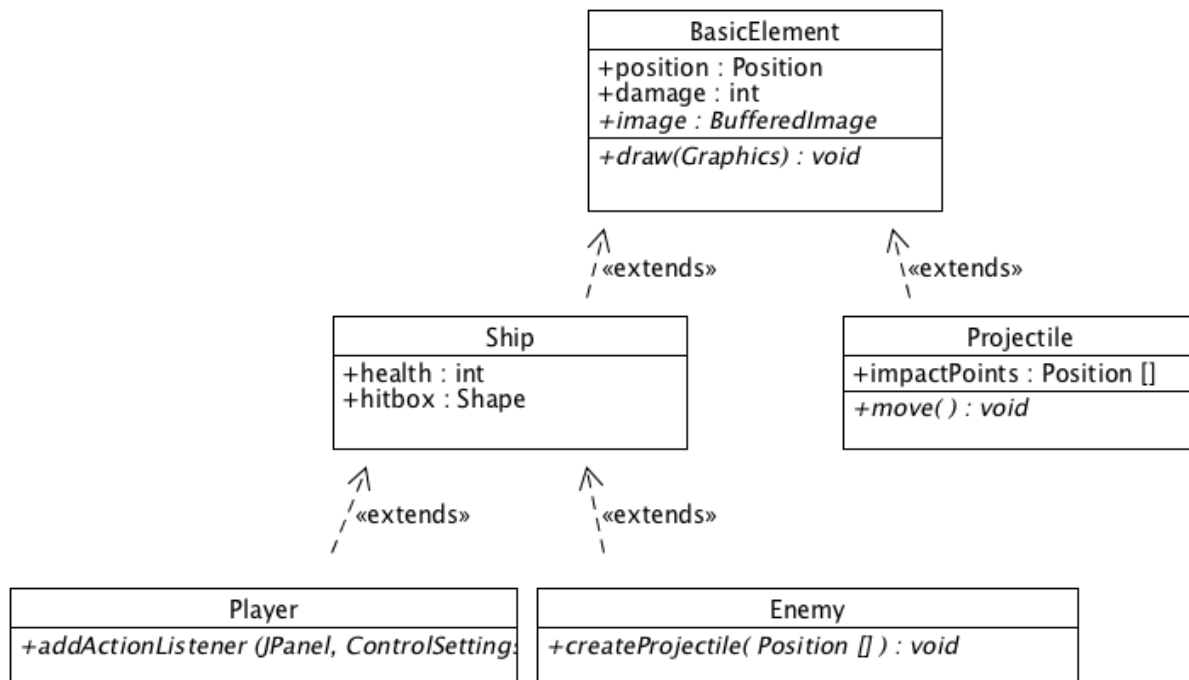 BasicElement
+position : Position
+damage : int
+image : BufferedImage
+draw(Graphics) : void
«extends»
«extends»
Ship
+health : int
+hitbox : Shape
Projectile
+impactPoints : Position []
+move( ) : void
«extends»
«extends»
Player
+addActionListener (JPanel, ControlSettings
Enemy
+createProjectile( Position [] ) : void